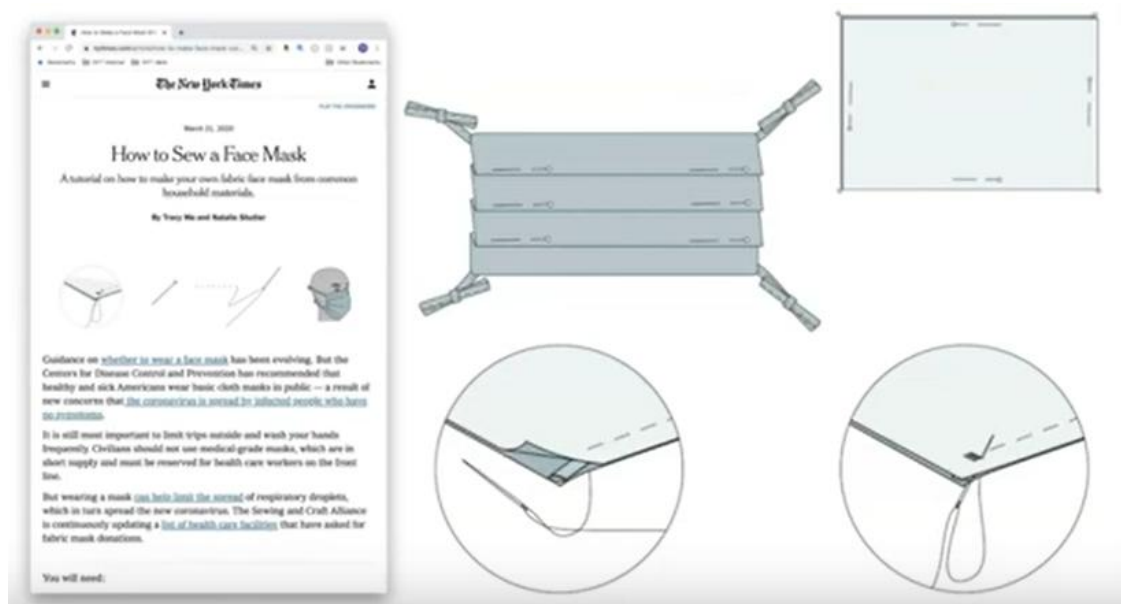 How to Make a Face Mask
The New York Times
March 31, 2020
How to Sew a Face Mask
A tutorial on how to make your own fabric face mask from common
household materials.
By Tracy Ma and Natalie Shutler
Guidance on whether to wear a face mask has been evolving. But the
Centers for Disease Control and Prevention has recommended that
healthy and sick Americans wear basic cloth masks in public — a result of
new concerns that the coronavirus is spread by infected people who have
no symptoms.
It is still most important to limit trips outside and wash your hands
frequently. Civilians should not use medical-grade masks, which are in
short supply and must be reserved for health care workers on the front
line.
But wearing a mask can help limit the spread of respiratory droplets,
which in turn spread the new coronavirus. The Sewing and Craft Alliance
is continuously updating a list of health care facilities that have asked for
fabric mask donations.
You will need: